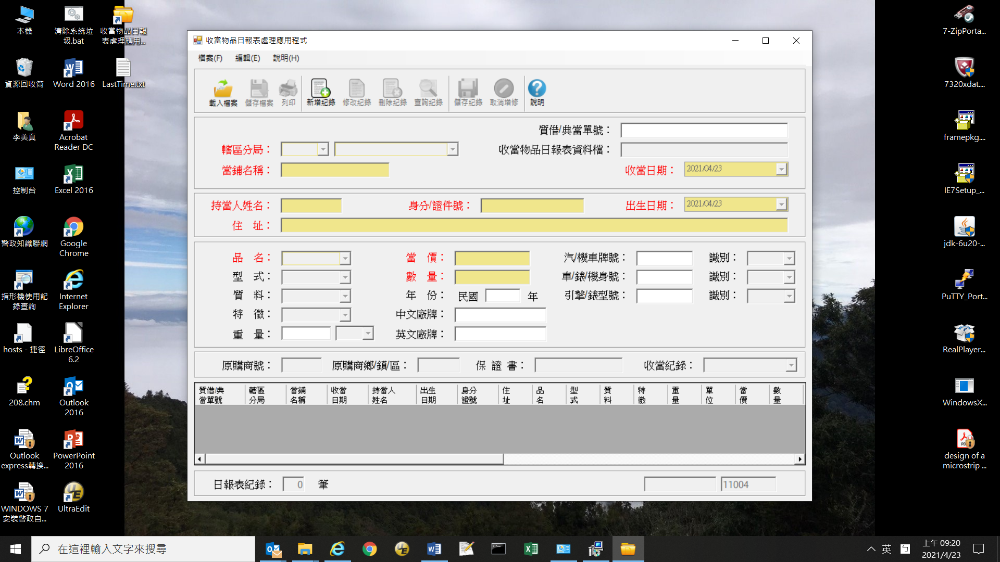 本機
清除系統垃
圾.bat
收當物品日報
表處理應用...
資源回收筒
Word 2016
LastTime.txt
李美真
Acrobat
Reader DC
控制台
Excel 2016
警政知識聯網
Google
Chrome
指形機使用記
錄查詢
Internet
Explorer
hosts - 捷徑
LibreOffice
6.2
208.chm
Outlook
2016
Outlook
express轉換...
PowerPoint
2016
WINDOWS 7
安裝警政自...
UltraEdit
收當物品日報表處理應用程式
檔案(F) 編輯(E) 說明(H)
載入檔案 儲存檔案 列印 新增紀錄 修改紀錄 刪除紀錄 查詢紀錄 儲存紀錄 取消增修 說明
質借/典當單號：
轄區分局： 收當物品日報表資料檔：
當鋪名稱： 收當日期： 2021/04/23
持當人姓名： 身分/證件號： 出生日期： 2021/04/23
住 址：
品 名： 當 價： 汽/機車牌號： 識別：
型 式： 數 量： 車/錶/機身號： 識別：
質 料： 年 份： 民國 年 引擎/錶型號： 識別：
特 徵： 中文廠牌：
重 量： 英文廠牌：
原購商號： 原購商鄉/鎮/區： 保 證 書： 收當紀錄：
質借/典 轄區 當鋪 收當 持當人 出生 身分 住 品 型 質 特 重 單 當 數
當單號 分局 名稱 日期 姓名 日期 證號 址 名 式 料 徵 量 位 價 量
日報表紀錄： 0 筆 11004
7-ZipPorta...
7320xdat....
framepkg....
IE7Setup_...
jdk-6u20-...
PuTTY_Port...
RealPlayer...
WindowsX...
design of a
microstrip ...
在這裡輸入文字來搜尋
英 ㄅ
上午 09:20
2021/4/23